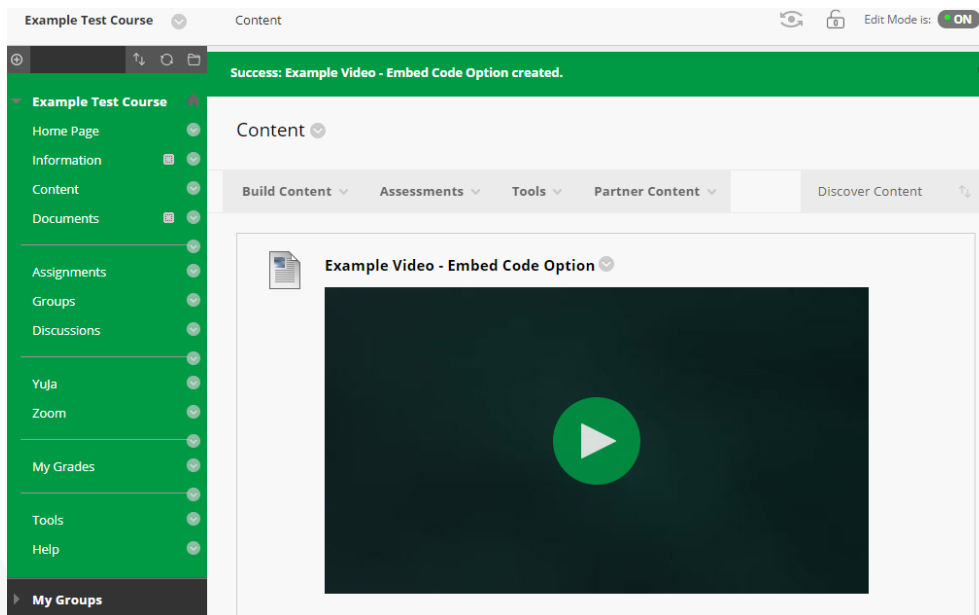 Example Test Course
Content
Edit Mode is:
ON
Success: Example Video - Embed Code Option created.
Example Test Course
Home Page
Information
Content
Documents
Assignments
Groups
Discussions
YuJa
Zoom
My Grades
Tools
Help
My Groups
Content
Build Content
Assessments
Tools
Partner Content
Discover Content
Example Video - Embed Code Option